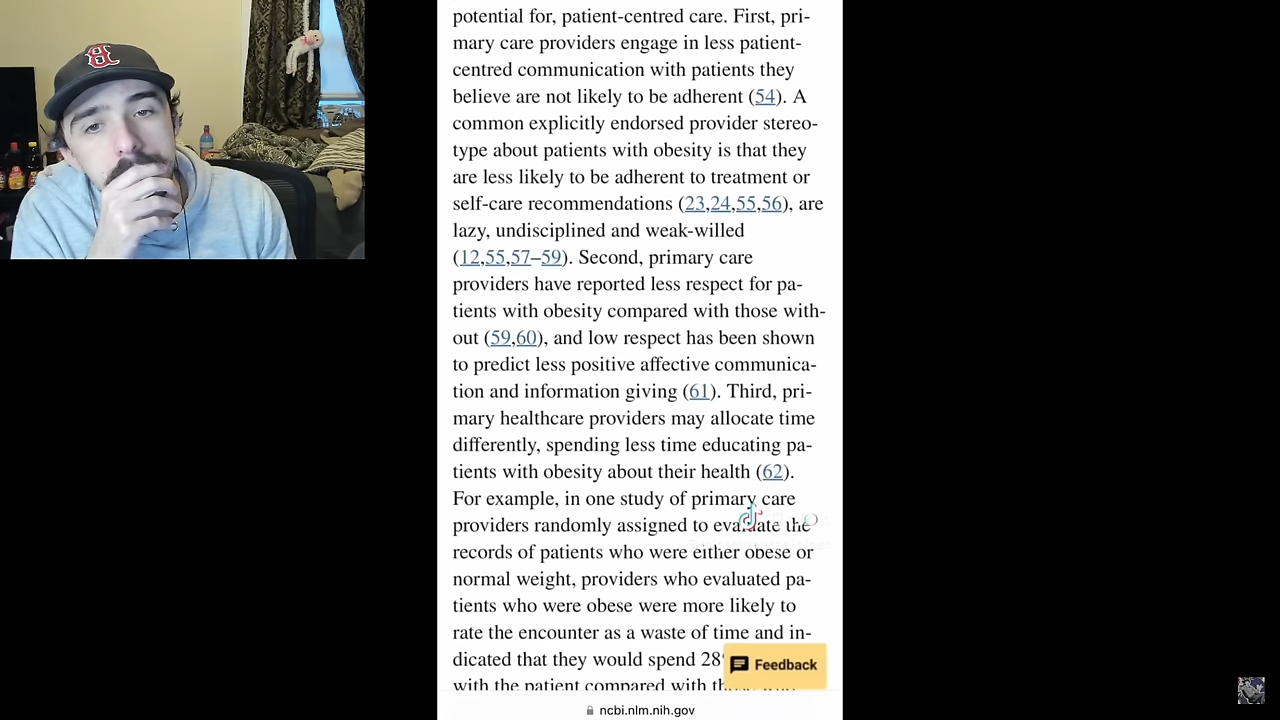 B
potential for, patient-centred care. First, pri-
mary care providers engage in less patient-
centred communication with patients they
believe are not likely to be adherent (54). A
common explicitly endorsed provider stereo-
type about patients with obesity is that they
are less likely to be adherent to treatment or
self-care recommendations (23,24,55,56), are
lazy, undisciplined and weak-willed
(12,55,57–59). Second, primary care
providers have reported less respect for pa-
tients with obesity compared with those with-
out (59,60), and low respect has been shown
to predict less positive affective communica-
tion and information giving (61). Third, pri-
mary healthcare providers may allocate time
differently, spending less time educating pa-
tients with obesity about their health (62).
For example, in one study of primary care
providers randomly assigned to evaluate the
records of patients who were either obese or
normal weight, providers who evaluated pa-
tients who were obese were more likely to
rate the encounter as a waste of time and in-
dicated that they would spend 28
Feedback
with the patient compared with
ncbi.nlm.nih.gov